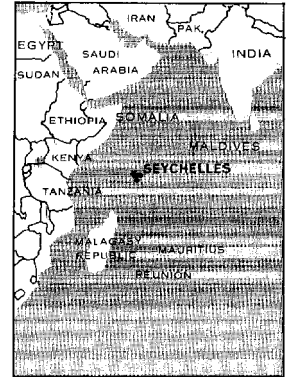 IRAN
PAK.
EGYPT
SAUDI
ARABIA
INDIA
SUDAN
ETHIOPIA
SOMALIA
MALDIVES
KENYA
SEYCHELLES
TANZANIA
MALAGASY
REPUBLIC
MAURITIUS
REUNION